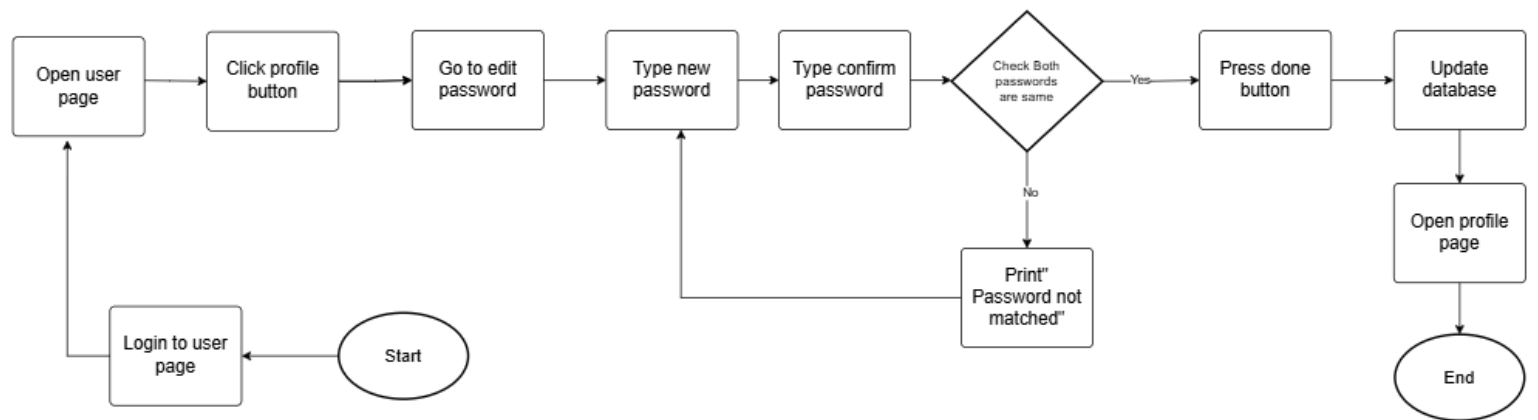 Open user
page
Click profile
button
Go to edit
password
Type new
password
Type confirm
password
Check Both
passwords
are same
Yes
Press done
button
Update
database
No
Open profile
page
Print"
Password not
matched"
Login to user
page
Start
End